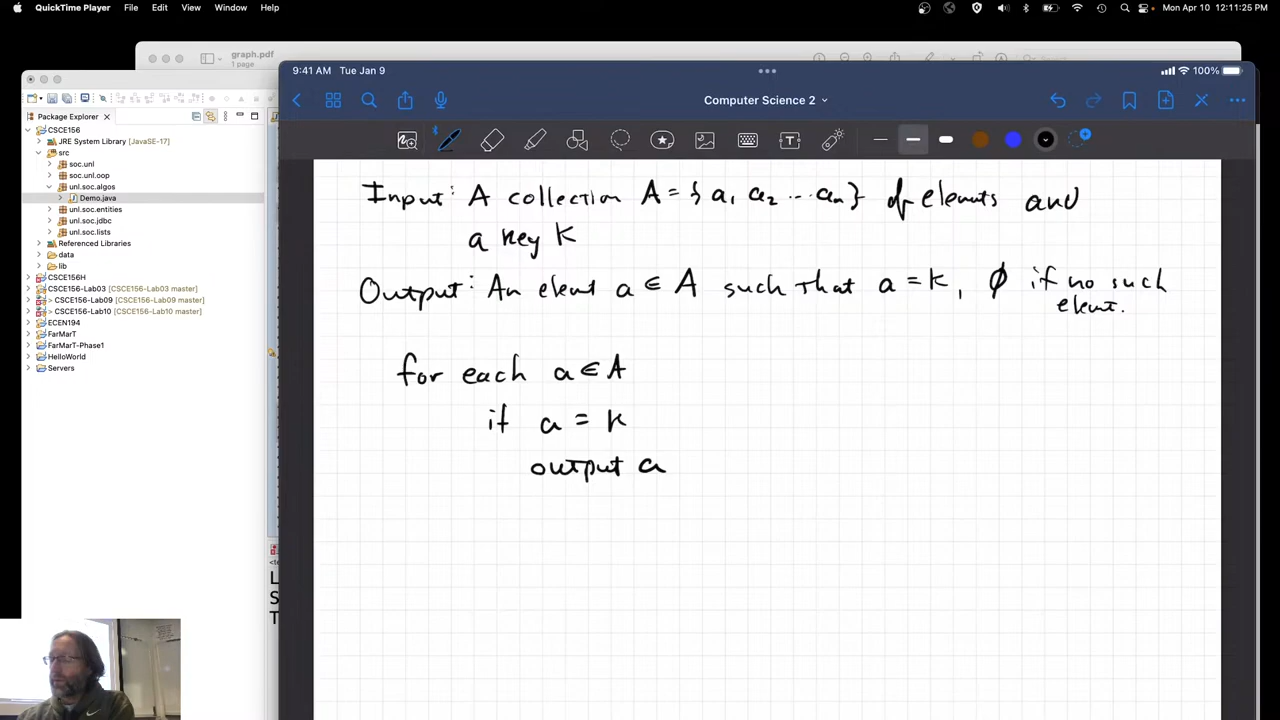 QuickTime Player File Edit View Window Help Mon Apr 10 12:11:25
graph.pdf
1 page
9:41 AM Tue Jan 9 100%
Computer Science 2
Package Explorer
CSCE156
JRE System Library [JavaSE-17]
src
soc.unl
soc.unl.oop
unl.soc.algos
Demo.java
unl.soc.entities
unl.soc.jdbc
unl.soc.lists
Referenced Libraries
data
lib
CSCE156H
CSCE156-Lab03 [CSCE156-Lab03 master]
> CSCE156-Lab09 [CSCE156-Lab09 master]
> CSCE156-Lab10 [CSCE156-Lab10 master]
ECEN194
FarMarT
FarMarT-Phase1
HelloWorld
Servers
Input: A collection A = {a1 a2 ... an} of elements and
a key k
Output: An elemt a ∈ A such that a = k, ϕ if no such
elemt.
for each a ∈ A
if a = k
output a
L
S
T